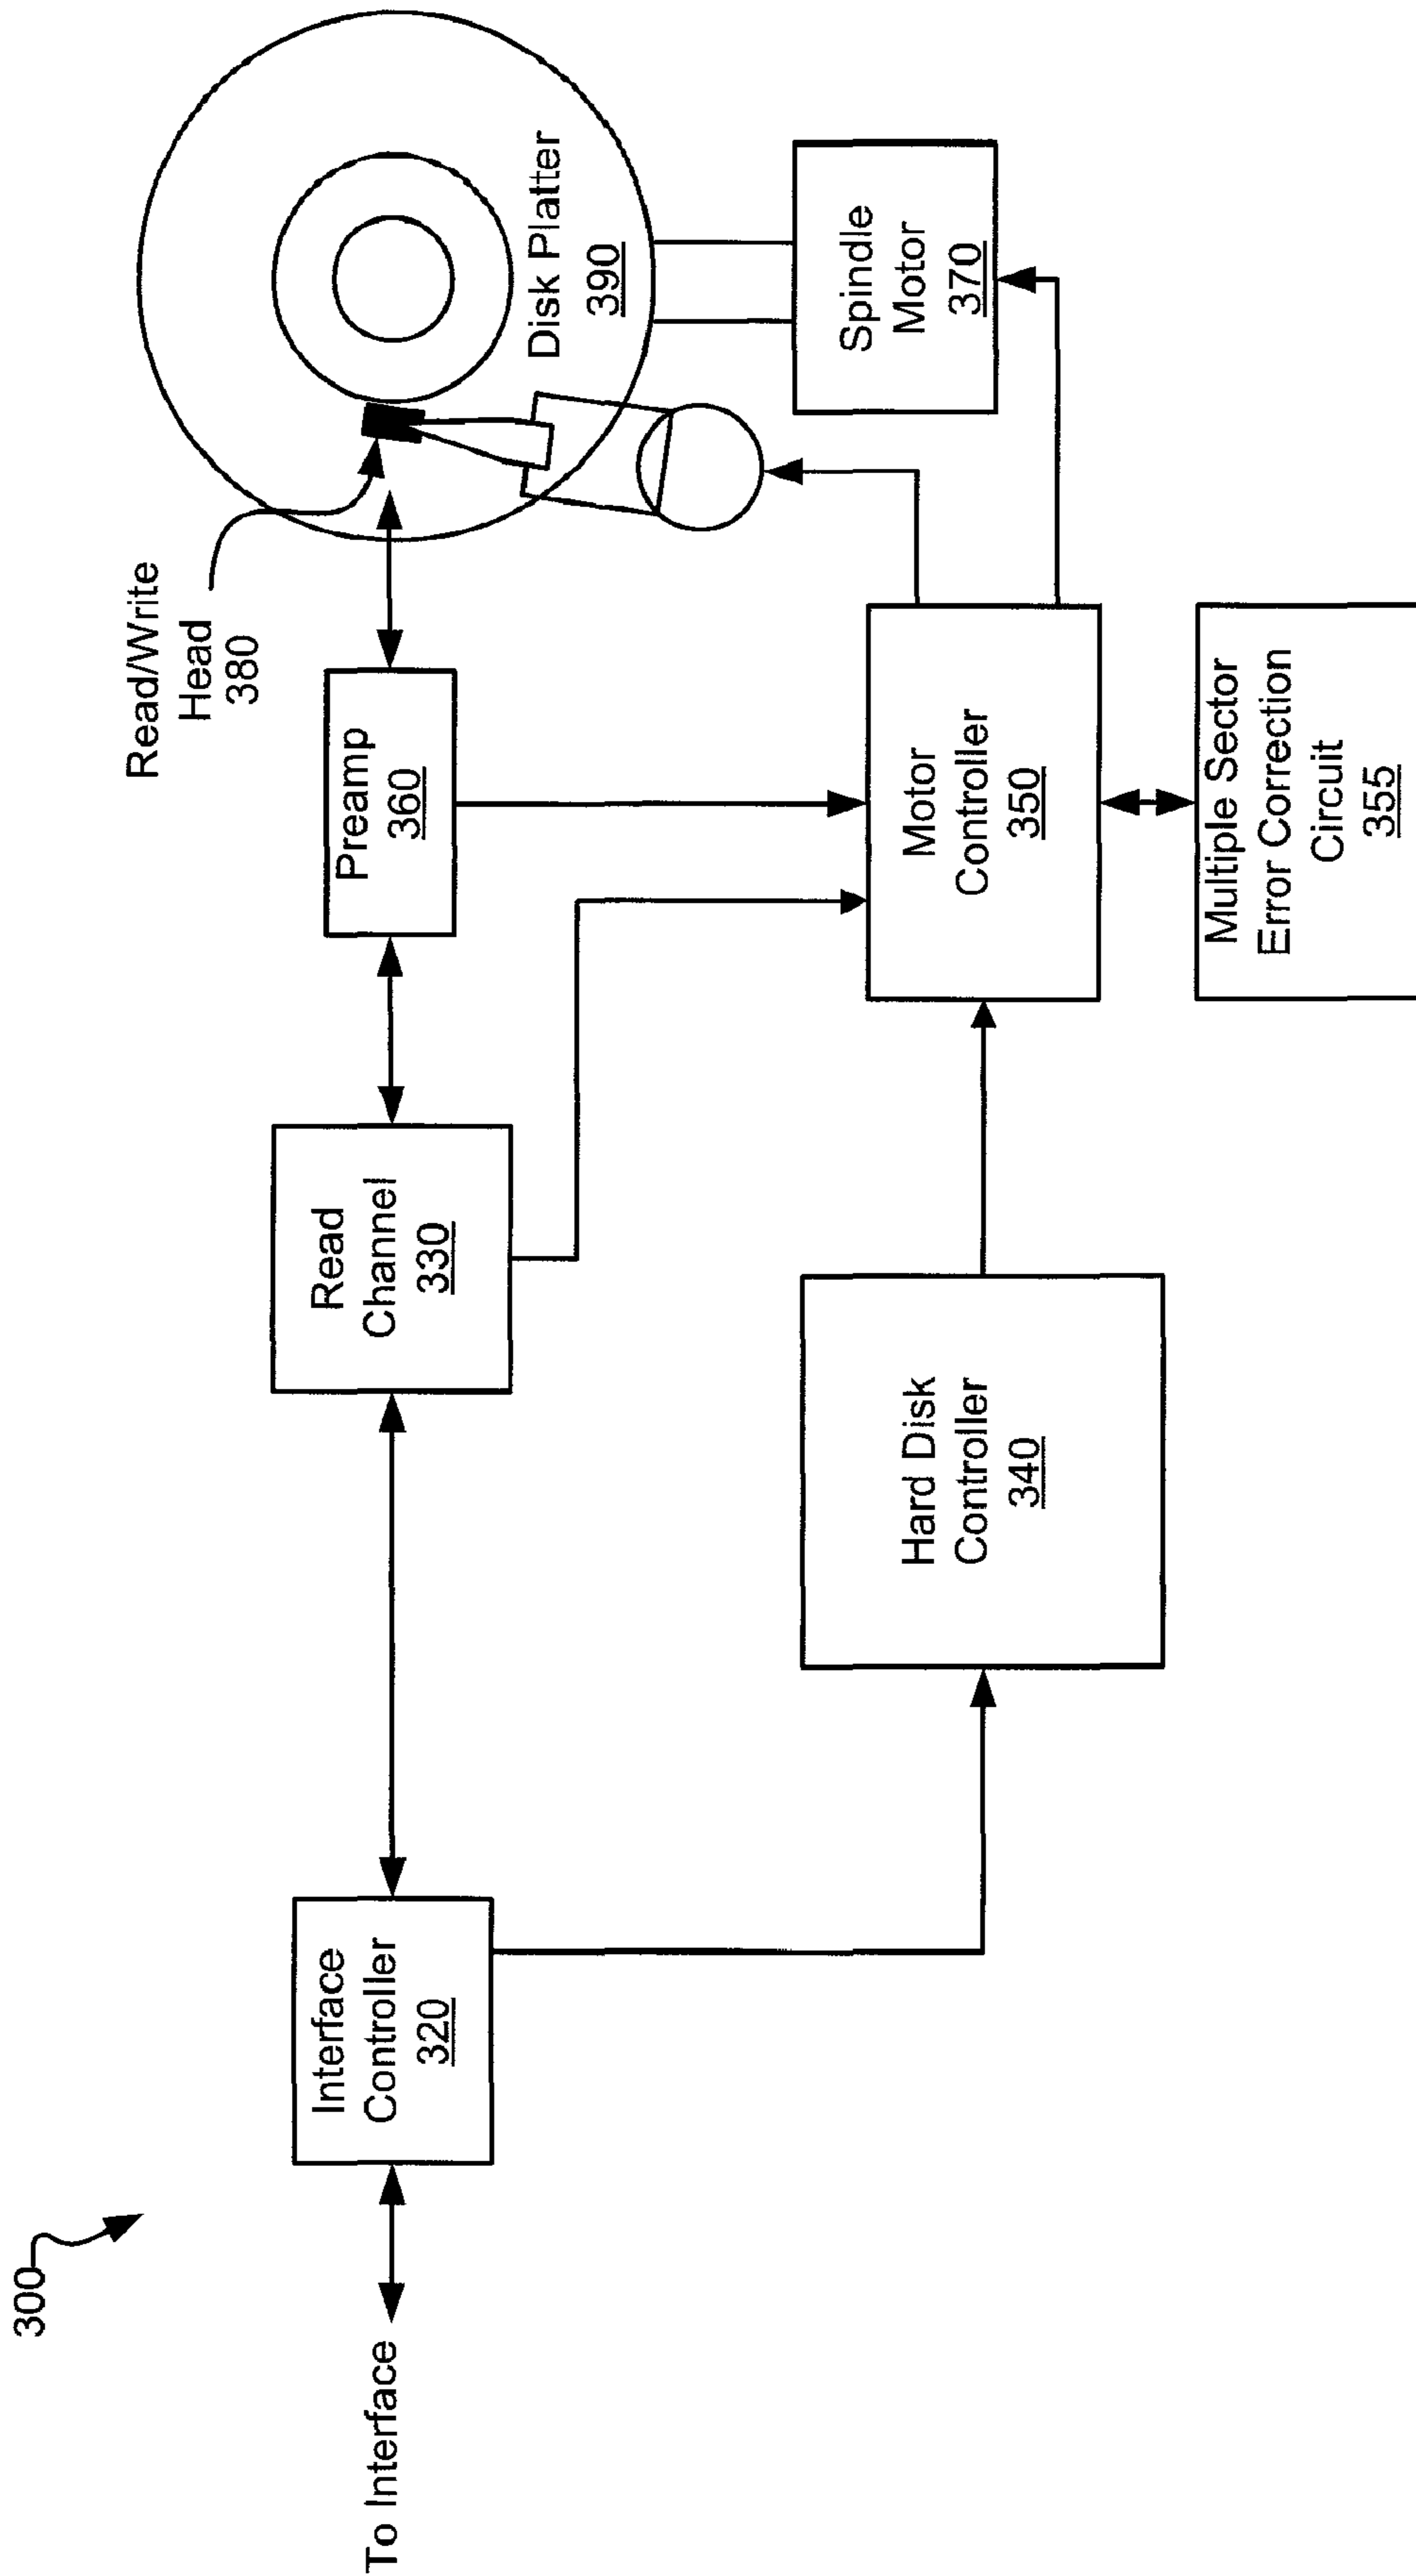 300
To Interface
Interface
Controller
320
Read
Channel
330
Preamp
360
Read/Write
Head
380
Disk Platter
390
Hard Disk
Controller
340
Motor
Controller
350
Spindle
Motor
370
Multiple Sector
Error Correction
Circuit
355